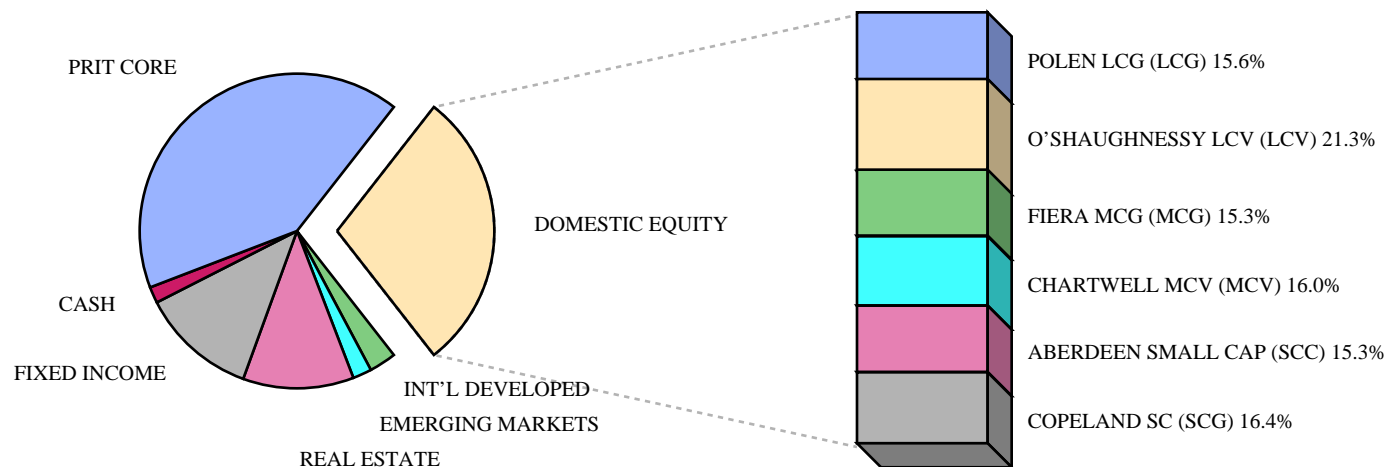 PRIT CORE
CASH
FIXED INCOME
DOMESTIC EQUITY
INT'L DEVELOPED
EMERGING MARKETS
REAL ESTATE
POLEN LCG (LCG) 15.6%
O'SHAUGHNESSY LCV (LCV) 21.3%
FIERA MCG (MCG) 15.3%
CHARTWELL MCV (MCV) 16.0%
ABERDEEN SMALL CAP (SCC) 15.3%
COPELAND SC (SCG) 16.4%